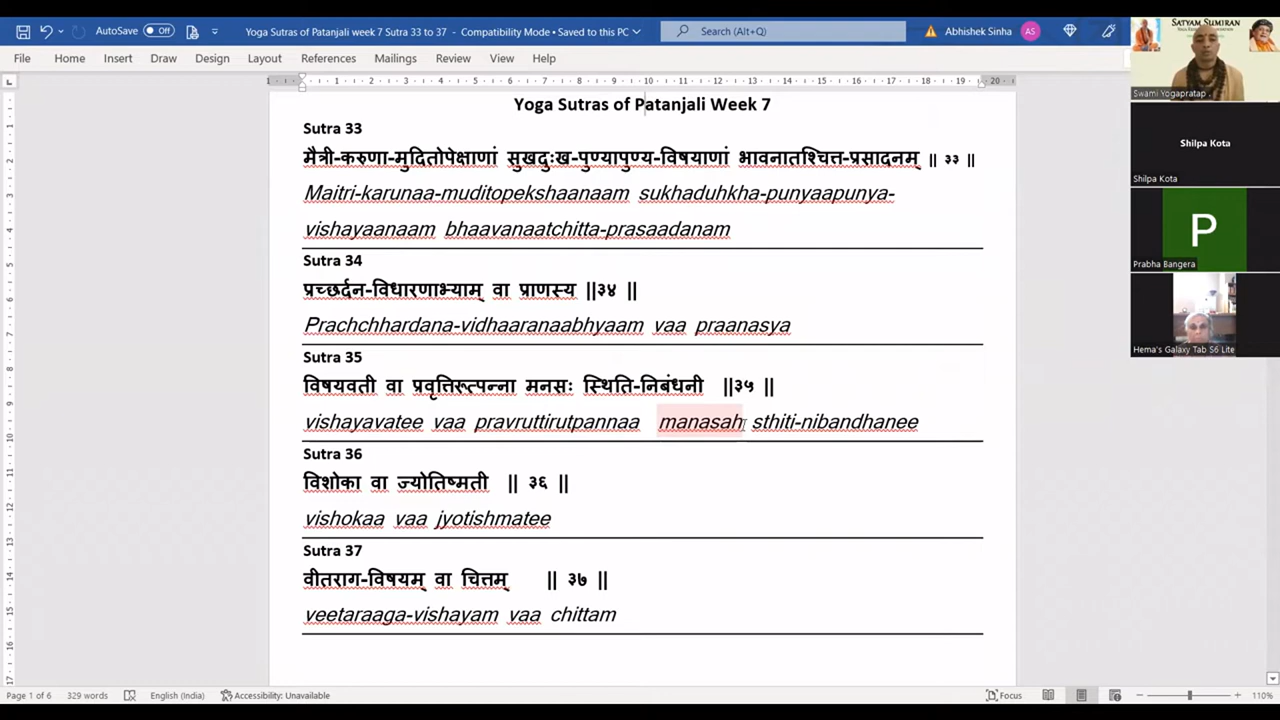 AutoSave Off
Yoga Sutras of Patanjali week 7 Sutra 33 to 37 - Compatibility Mode • Saved to this PC
Search (Alt+Q)
Abhishek Sinha AS
File Home Insert Draw Design Layout References Mailings Review View Help
SATYAM SUMIRAN
Swami Yogapratap
Shilpa Kota
Shilpa Kota
P
Prabha Bangera
Hema's Galaxy Tab S6 Lite
Yoga Sutras of Patanjali Week 7
Sutra 33
मैत्री-करुणा-मुदितोपेक्षाणां सुखदुःख-पुण्यापुण्य-विषयाणां भावनातश्चित्त-प्रसादनम् || ३३ ||
Maitri-karunaa-muditopekshaanaam sukhaduhkha-punyaapunya-
vishayaanaam bhaavanaatchitta-prasaadanam
Sutra 34
प्रच्छर्दन-विधारणाभ्याम् वा प्राणस्य ||३४ ||
Prachchhardana-vidhaaranaabhyaam vaa praanasya
Sutra 35
विषयवती वा प्रवृत्तिरुत्पन्ना मनसः स्थिति-निबंधनी ||३५ ||
vishayavatee vaa pravruttirutpannaa manasah sthiti-nibandhanee
Sutra 36
विशोका वा ज्योतिष्मती || ३६ ||
vishokaa vaa jyotishmatee
Sutra 37
वीतराग-विषयम् वा चित्तम् || ३७ ||
veetaraaga-vishayam vaa chittam
Page 1 of 6 329 words English (India) Accessibility: Unavailable Focus 110%